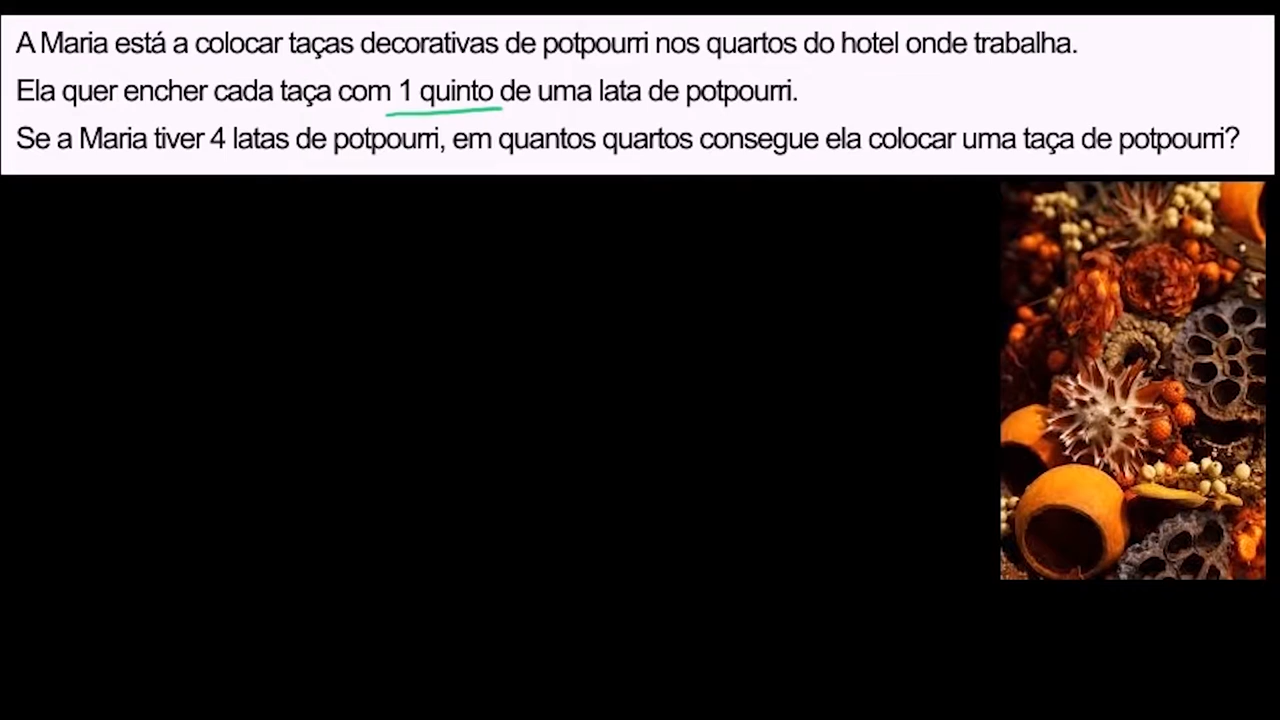 A Maria está a colocar taças decorativas de potpourri nos quartos do hotel onde trabalha.
Ela quer encher cada taça com 1 quinto de uma lata de potpourri.
Se a Maria tiver 4 latas de potpourri, em quantos quartos consegue ela colocar uma taça de potpourri?